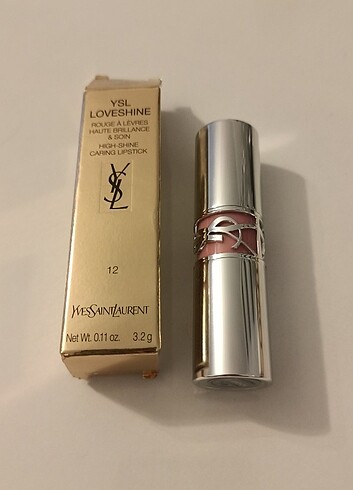 YSL
LOVESHINE
ROUGE À LÈVRES
HAUTE BRILLANCE
& SOIN
HIGH-SHINE
CARING LIPSTICK
YSL
12
YVESSAINTLAURENT
Net Wt. 0.11 oz. 3.2 g